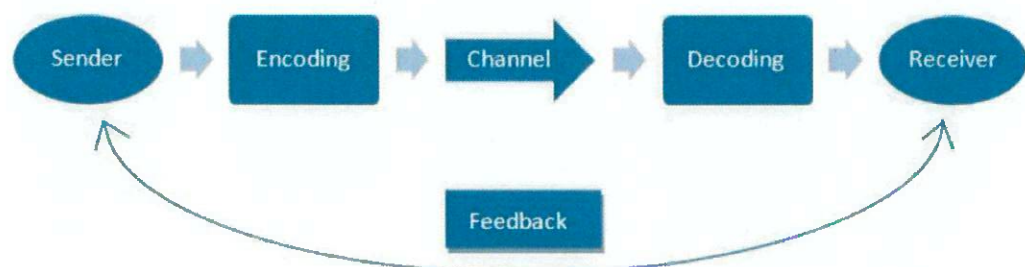 Sender
Encoding
Channel
Decoding
Receiver
Feedback